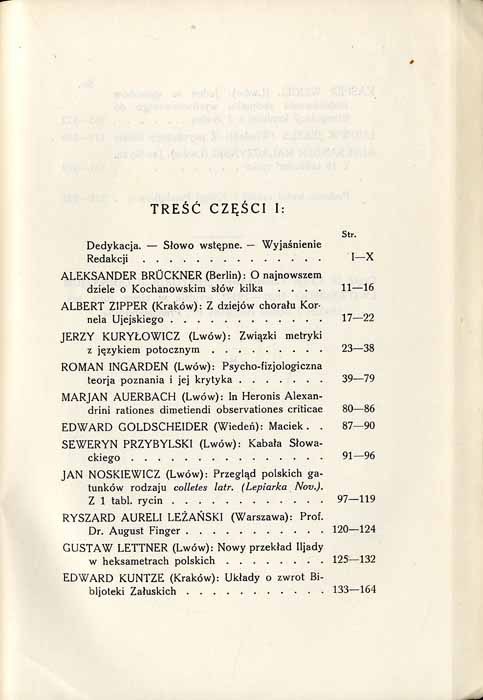 TREŚĆ CZĘŚCI I:
Str.
Dedykacja. — Słowo wstępne. — Wyjaśnienie
Redakcji . . . . . . . . . . . . . . I—X
ALEKSANDER BRÜCKNER (Berlin): O najnowszem
dziele o Kochanowskim słów kilka . . . . 11—16
ALBERT ZIPPER (Kraków): Z dziejów chorału Kor-
nela Ujejskiego . . . . . . . . . . . . 17—22
JERZY KURYŁOWICZ (Lwów): Związki metryki
z językiem potocznym . . . . . . . . . 23—38
ROMAN INGARDEN (Lwów): Psycho-fizjologiczna
teorja poznania i jej krytyka . . . . . . . 39—79
MARJAN AUERBACH (Lwów): In Heronis Alexan-
drini rationes dimetiendi observationes criticae 80—86
EDWARD GOLDSCHEIDER (Wiedeń): Maciek . . 87—90
SEWERYN PRZYBYLSKI (Lwów): Kabała Słowa-
ckiego . . . . . . . . . . . . . . . 91—96
JAN NOSKIEWICZ (Lwów): Przegląd polskich ga-
tunków rodzaju colletes latr. (Lepiarka Nov.).
Z 1 tabl. rycin . . . . . . . . . . . . 97—119
RYSZARD AURELI LEŻAŃSKI (Warszawa): Prof.
Dr. August Finger . . . . . . . . . . . 120—124
GUSTAW LETTNER (Lwów): Nowy przekład Iljady
w heksametrach polskich . . . . . . . . 125—132
EDWARD KUNTZE (Kraków): Układy o zwrot Bi-
bljoteki Załuskich . . . . . . . . . . . 133—164